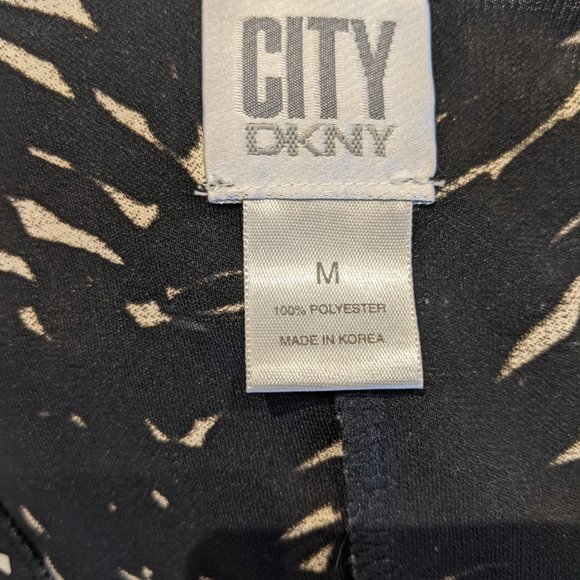 CITY
DKNY
M
100% POLYESTER
MADE IN KOREA